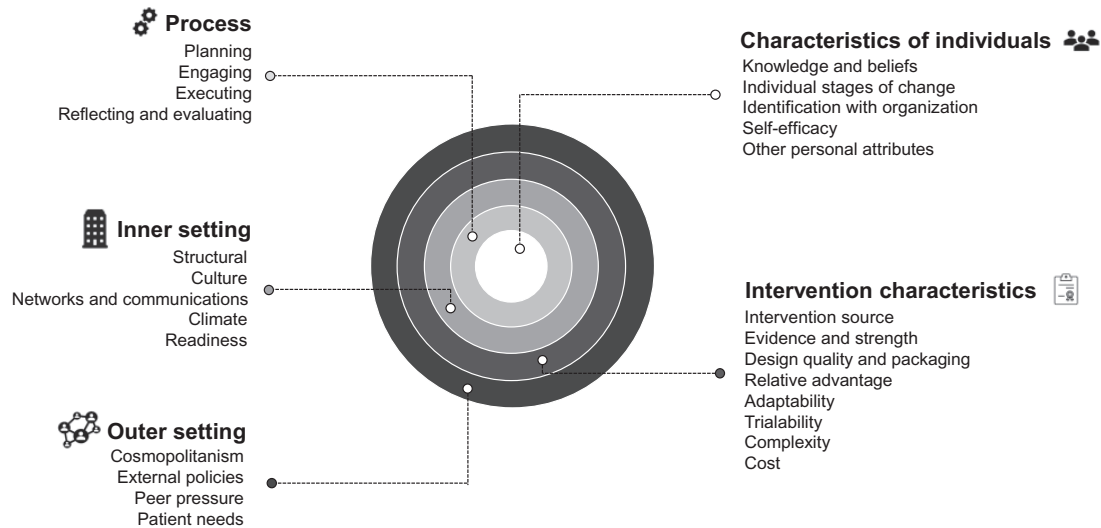 Process
Planning
Engaging
Executing
Reflecting and evaluating
Inner setting
Structural
Culture
Networks and communications
Climate
Readiness
Outer setting
Cosmopolitanism
External policies
Peer pressure
Patient needs
Characteristics of individuals
Knowledge and beliefs
Individual stages of change
Identification with organization
Self-efficacy
Other personal attributes
Intervention characteristics
Intervention source
Evidence and strength
Design quality and packaging
Relative advantage
Adaptability
Trialability
Complexity
Cost